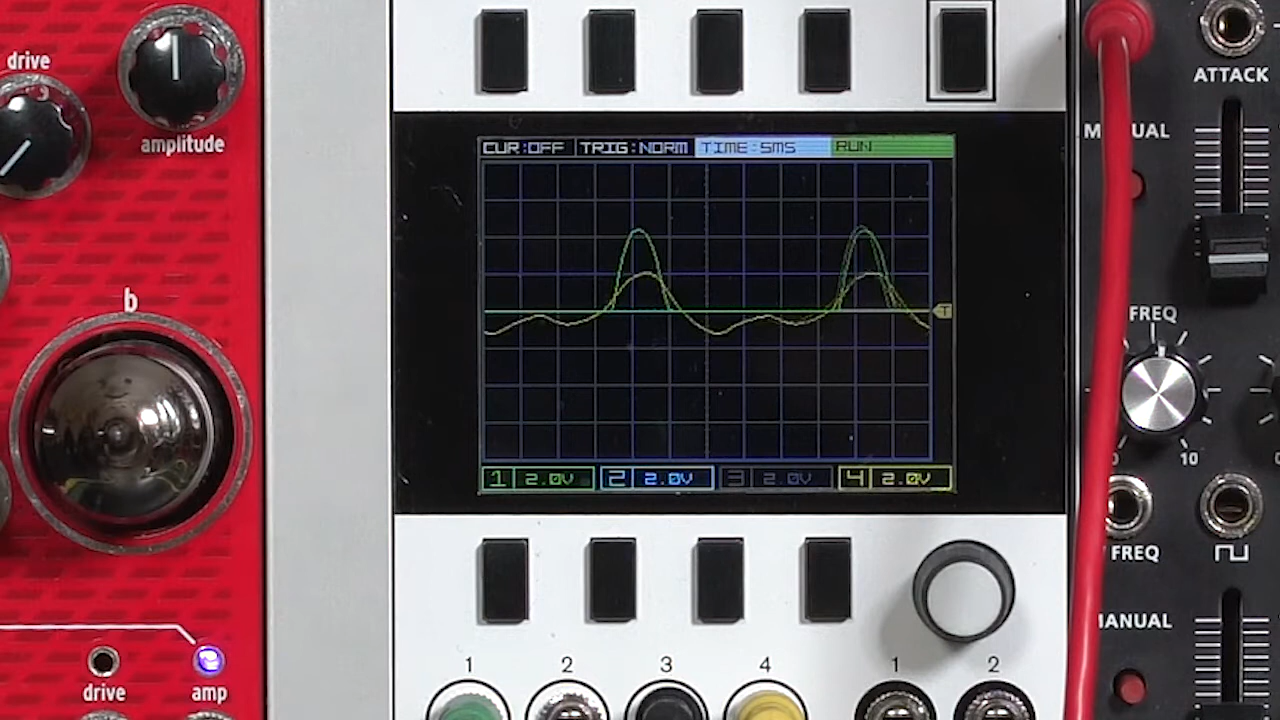 drive
amplitude
b
drive
amp
CUR:OFF TRIG:NORM TIME:5MS RUN
T
1 2.0V 2 2.0V 3 2.0V 4 2.0V
1 2 3 4 1 2
ATTACK
FREQ
10
FREQ